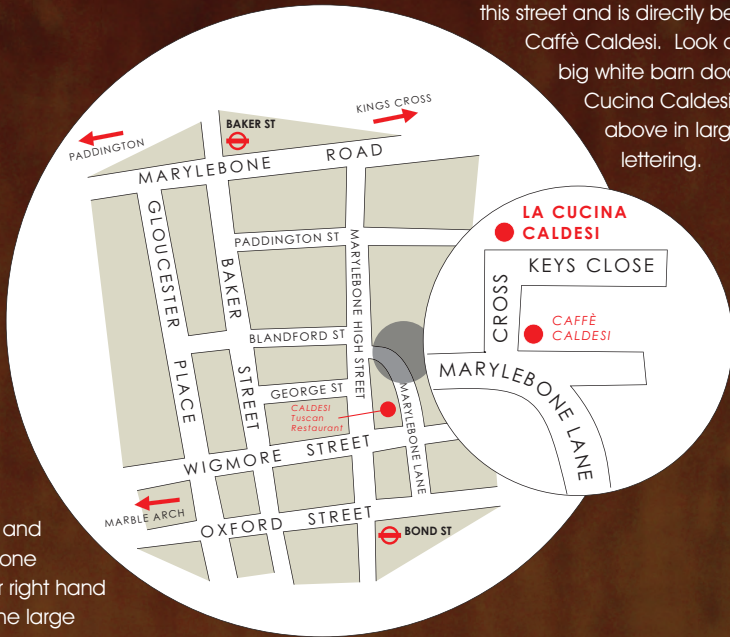 this street and is directly be
Caffè Caldesi. Look o
big white barn doo
Cucina Caldesi
above in larg
lettering.
KINGS CROSS
BAKER ST
PADDINGTON
MARYLEBONE ROAD
GLOUCESTER PLACE
BAKER STREET
PADDINGTON ST
MARYLEBONE HIGH STREET
BLANDFORD ST
GEORGE ST
CALDESI
Tuscan
Restaurant
MARYLEBONE LANE
WIGMORE STREET
MARBLE ARCH
OXFORD STREET
BOND ST
LA CUCINA
CALDESI
KEYS CLOSE
CROSS
CAFFÈ
CALDESI
MARYLEBONE LANE
and
one
r right hand
he large